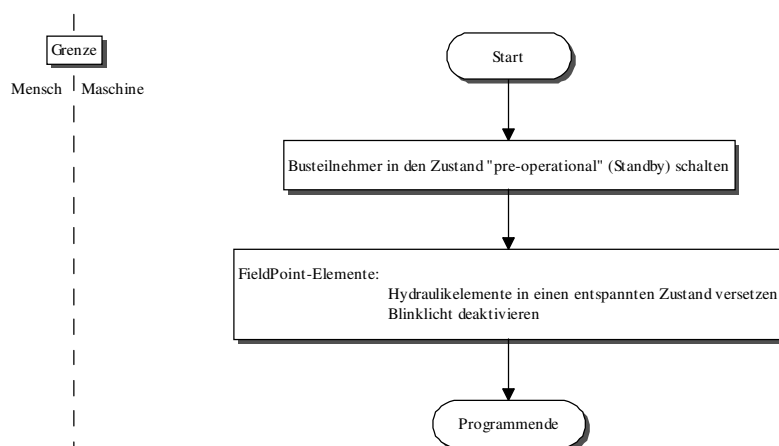 Grenze
Mensch Maschine
Start
Busteilnehmer in den Zustand "pre-operational" (Standby) schalten
FieldPoint-Elemente:
Hydraulikelemente in einen entspannten Zustand versetzen
Blinklicht deaktivieren
Programmende